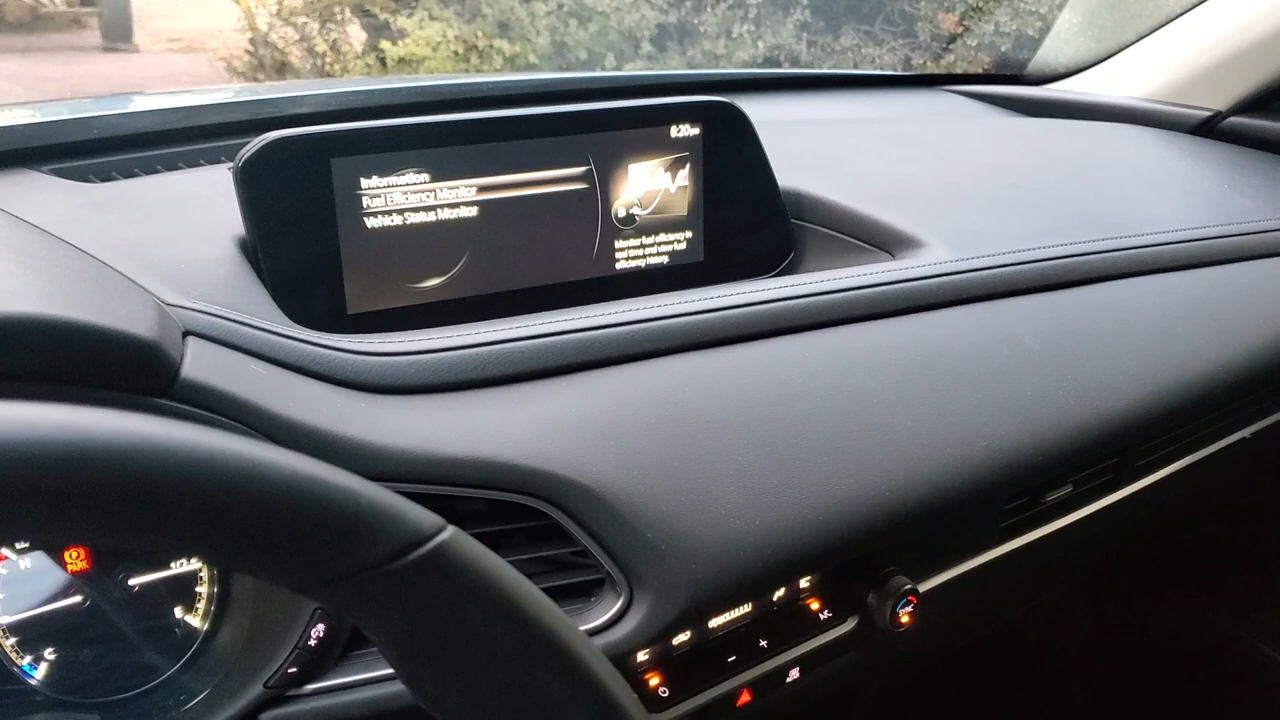 6:20PM
Information
Fuel Efficiency Monitor
Vehicle Status Monitor
Monitor fuel efficiency in
real time and view fuel
efficiency history.
PARK
A/C
SYNC
AUTO